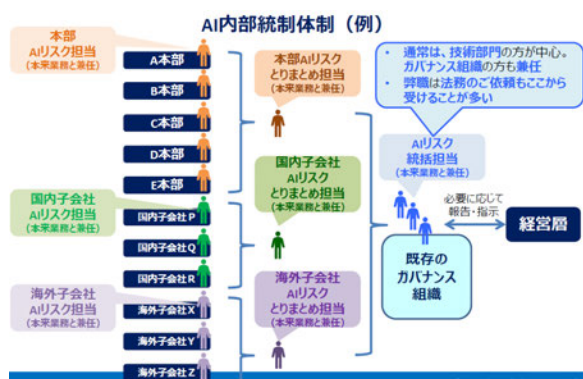 AI内部統制体制（例）
本部
AIリスク担当
（本来業務と兼任）
A本部
B本部
C本部
D本部
E本部
本部AIリスク
とりまとめ担当
（本来業務と兼任）
• 通常は、技術部門の方が中心。
ガバナンス組織の方も兼任
• 弊職は法務のご依頼もここから
受けることが多い
AIリスク
統括担当
（本来業務と兼任）
国内子会社
AIリスク担当
（本来業務と兼任）
国内子会社P
国内子会社Q
国内子会社R
国内子会社
AIリスク
とりまとめ担当
（本来業務と兼任）
既存の
ガバナンス
組織
必要に応じて
報告・指示
経営層
海外子会社
AIリスク担当
（本来業務と兼任）
海外子会社X
海外子会社Y
海外子会社Z
海外子会社
AIリスク
とりまとめ担当
（本来業務と兼任）